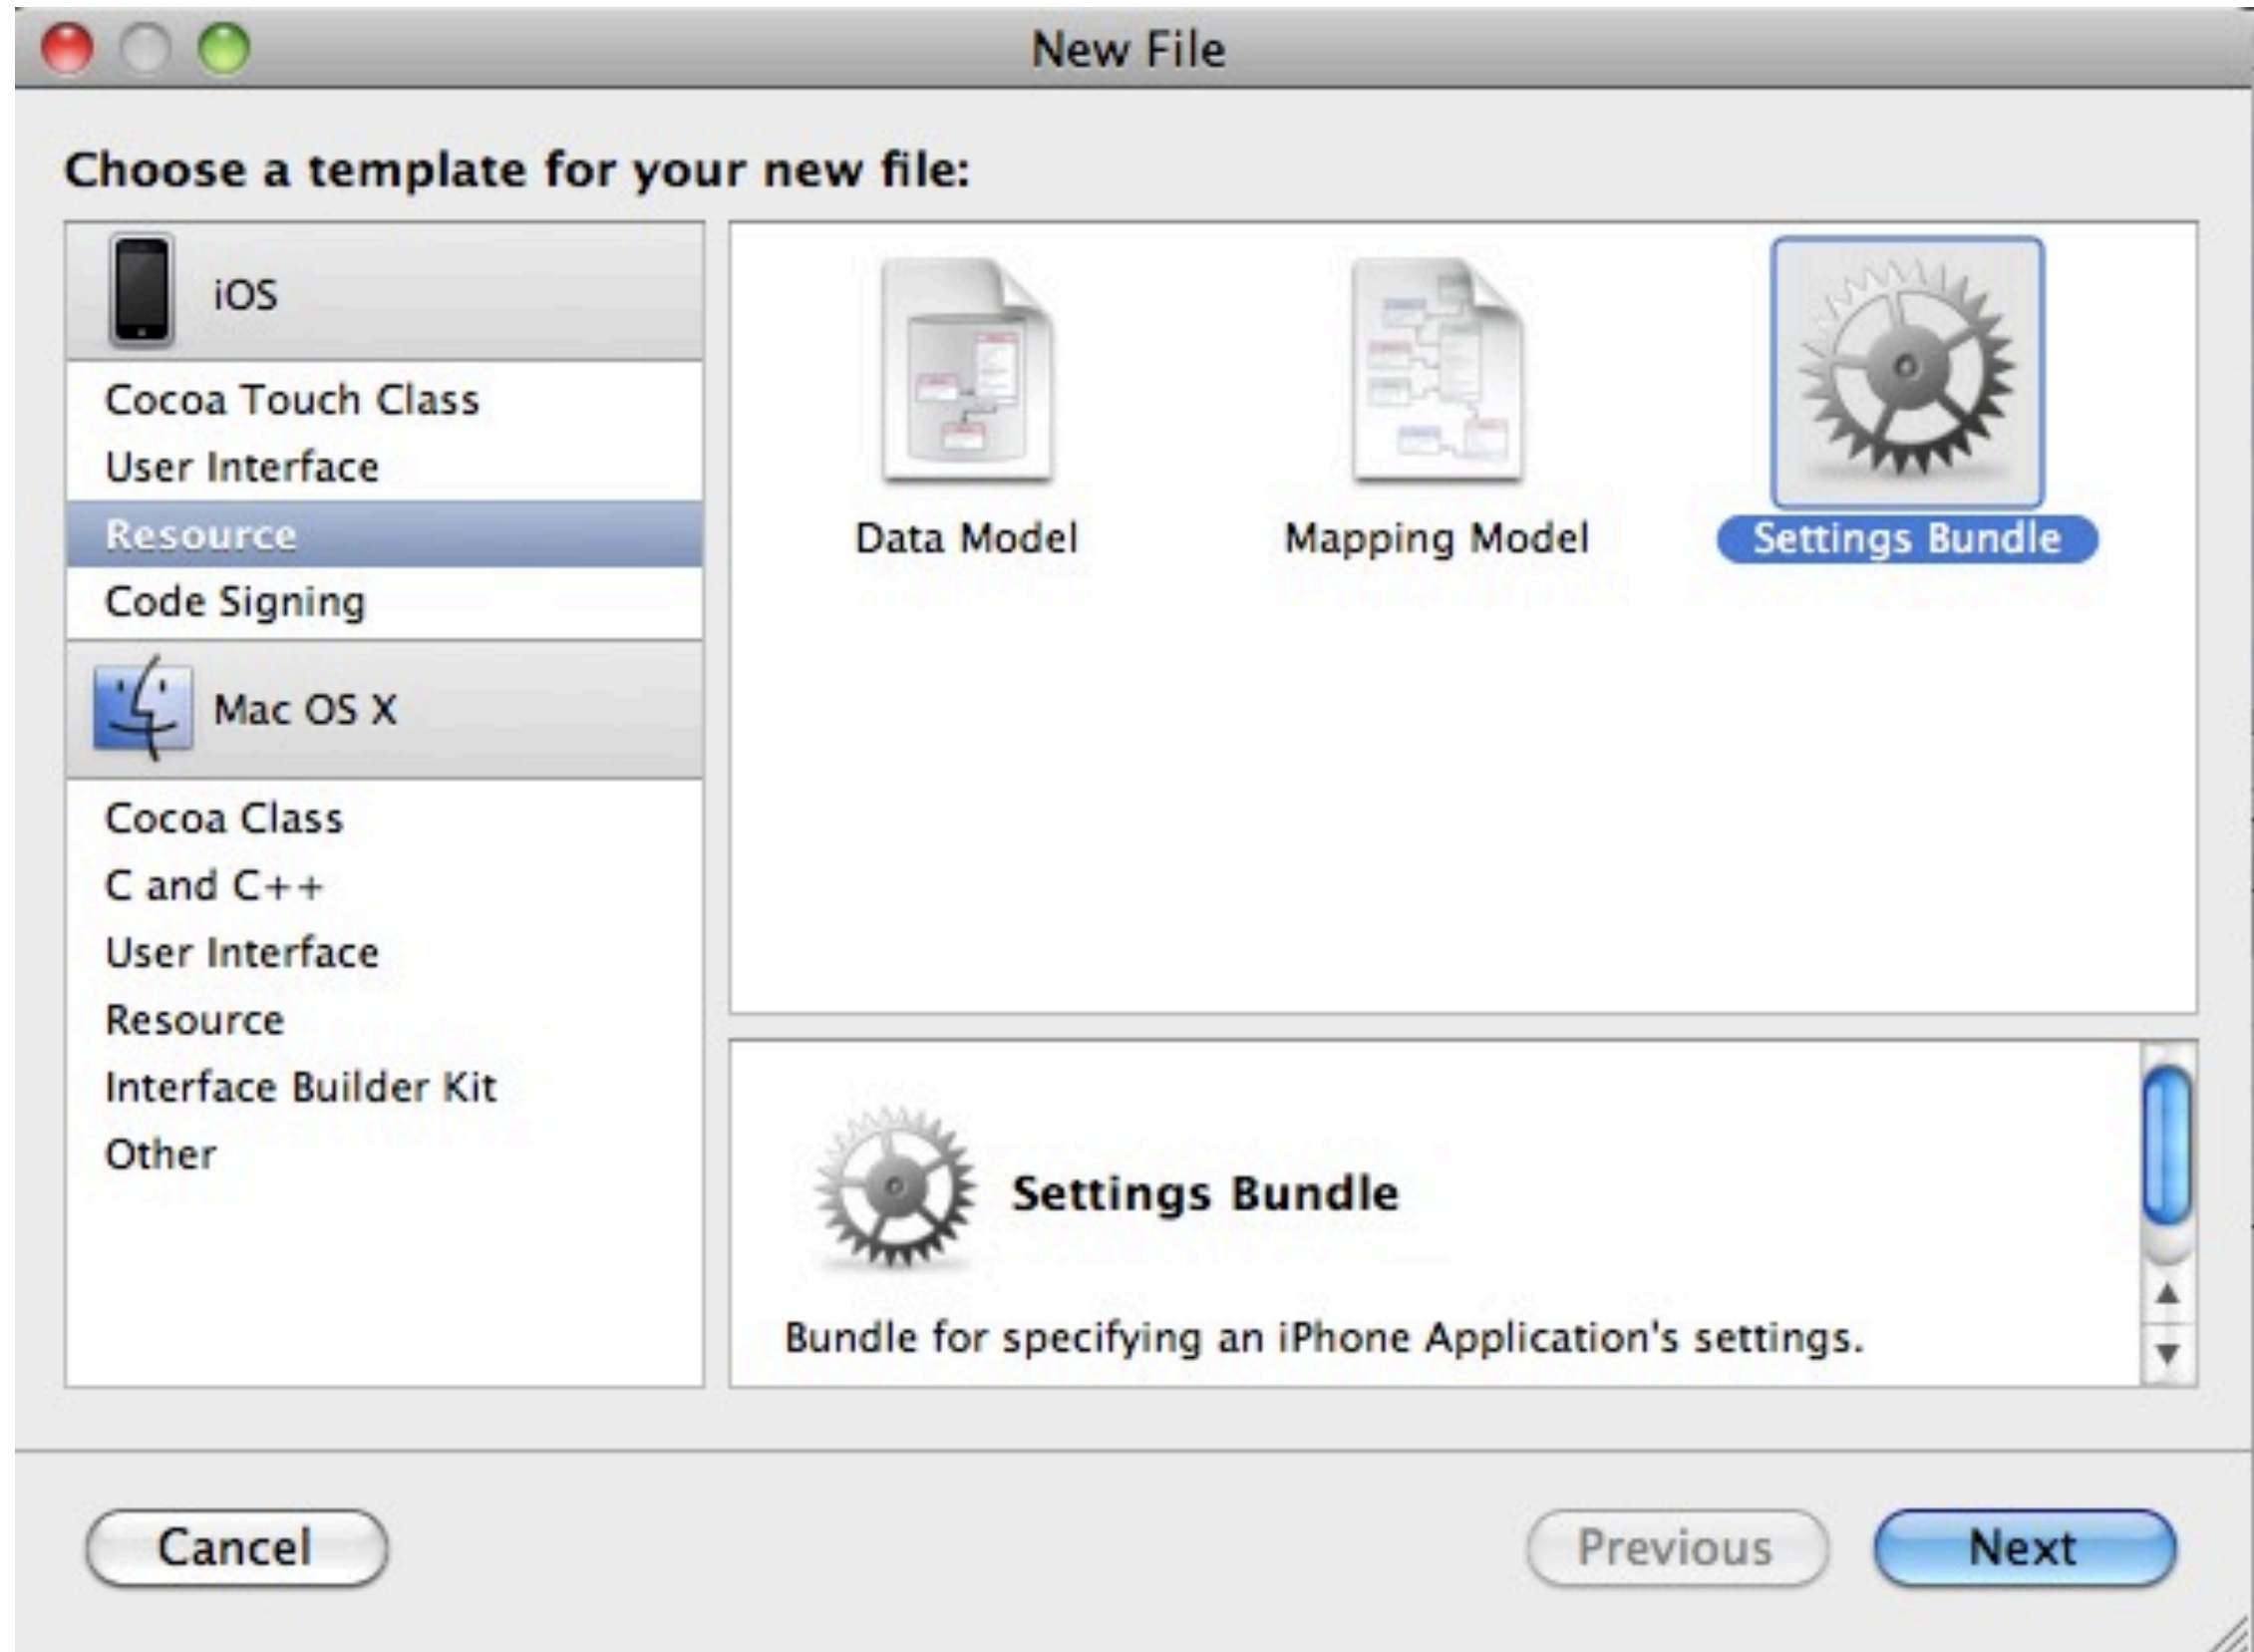 New File
Choose a template for your new file:
iOS
Cocoa Touch Class
User Interface
Resource
Code Signing
Mac OS X
Cocoa Class
C and C++
User Interface
Resource
Interface Builder Kit
Other
Data Model
Mapping Model
Settings Bundle
Settings Bundle
Bundle for specifying an iPhone Application's settings.
Cancel
Previous
Next